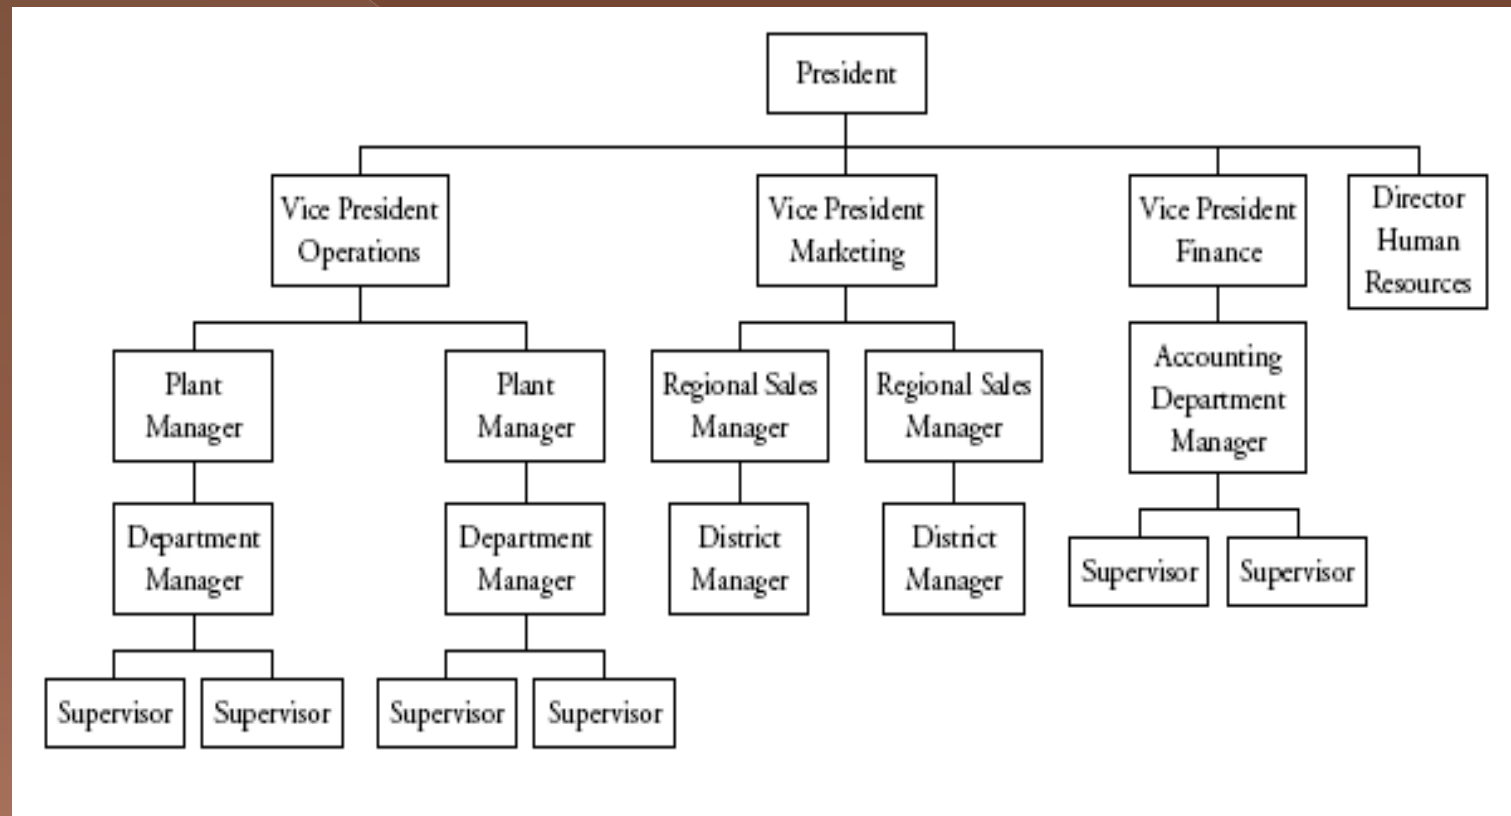 President
Vice President
Operations
Vice President
Marketing
Vice President
Finance
Director
Human
Resources
Plant
Manager
Plant
Manager
Regional Sales
Manager
Regional Sales
Manager
Accounting
Department
Manager
Department
Manager
Department
Manager
District
Manager
District
Manager
Supervisor
Supervisor
Supervisor
Supervisor
Supervisor
Supervisor